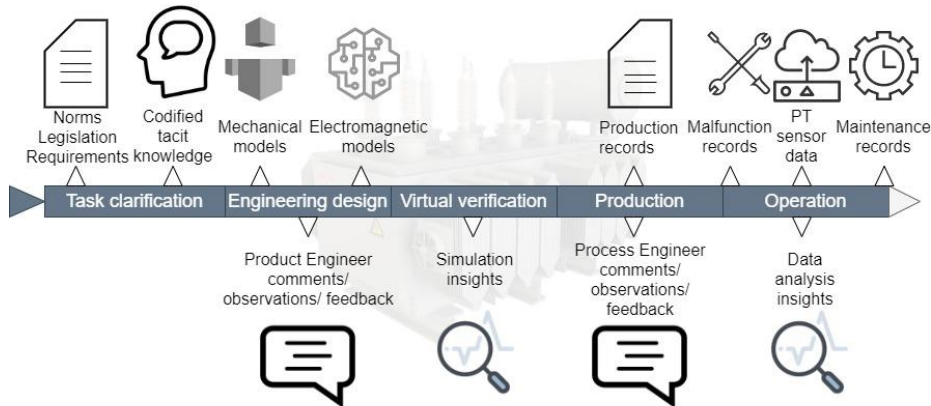 Norms
Legislation
Requirements
Codified
tacit
knowledge
Mechanical
models
Electromagnetic
models
Production
records
Malfunction
records
PT
sensor
data
Maintenance
records
Task clarification
Engineering design
Virtual verification
Production
Operation
Product Engineer
comments/
observations/ feedback
Simulation
insights
Process Engineer
comments/
observations/
feedback
Data
analysis
insights